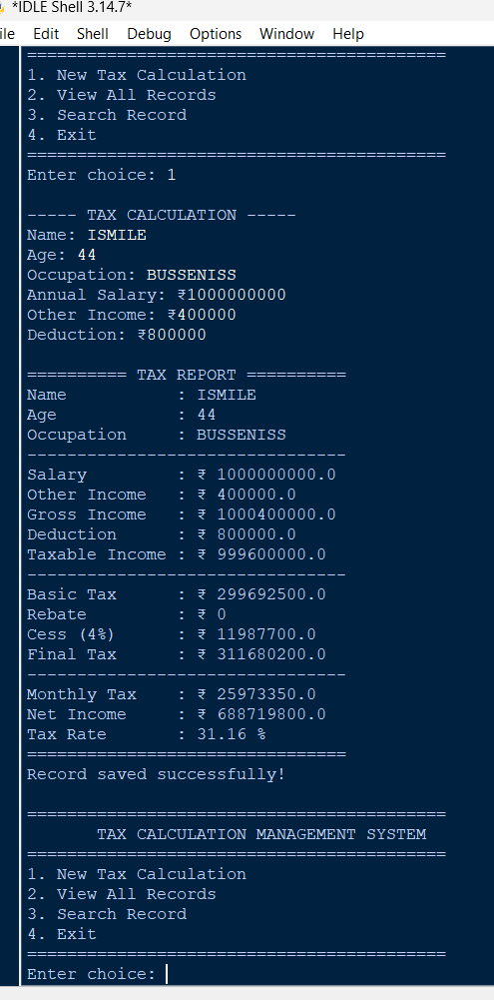 *IDLE Shell 3.14.7*
ile Edit Shell Debug Options Window Help
==========================================
1. New Tax Calculation
2. View All Records
3. Search Record
4. Exit
==========================================
Enter choice: 1

----- TAX CALCULATION -----
Name: ISMILE
Age: 44
Occupation: BUSSENISS
Annual Salary: ₹1000000000
Other Income: ₹400000
Deduction: ₹800000

========== TAX REPORT ==========
Name           : ISMILE
Age            : 44
Occupation     : BUSSENISS
--------------------------------
Salary         : ₹ 1000000000.0
Other Income   : ₹ 400000.0
Gross Income   : ₹ 1000400000.0
Deduction      : ₹ 800000.0
Taxable Income : ₹ 999600000.0
--------------------------------
Basic Tax      : ₹ 299692500.0
Rebate         : ₹ 0
Cess (4%)      : ₹ 11987700.0
Final Tax      : ₹ 311680200.0
--------------------------------
Monthly Tax    : ₹ 25973350.0
Net Income     : ₹ 688719800.0
Tax Rate       : 31.16 %
================================
Record saved successfully!

==========================================
       TAX CALCULATION MANAGEMENT SYSTEM
==========================================
1. New Tax Calculation
2. View All Records
3. Search Record
4. Exit
==========================================
Enter choice: